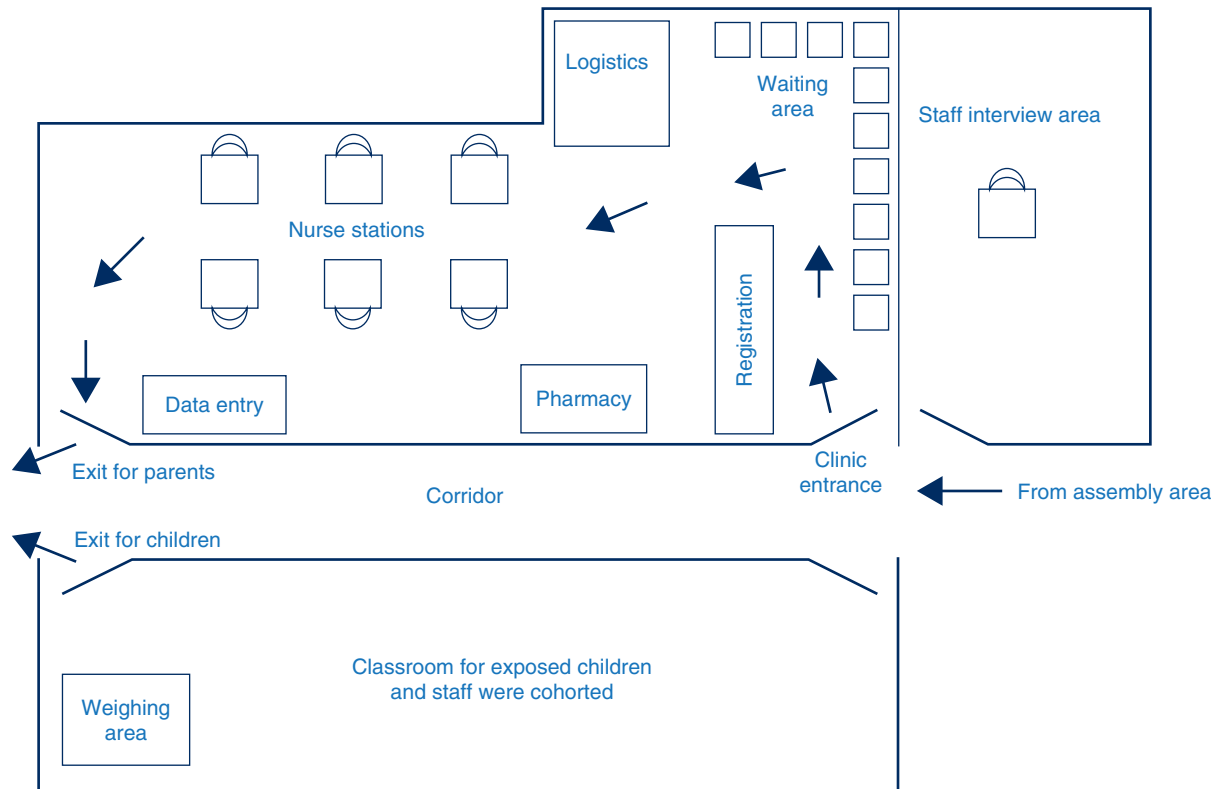 Logistics
Waiting
area
Staff interview area
Nurse stations
Registration
Data entry
Pharmacy
Exit for parents
Clinic
entrance
Corridor
From assembly area
Exit for children
Classroom for exposed children
and staff were cohorted
Weighing
area